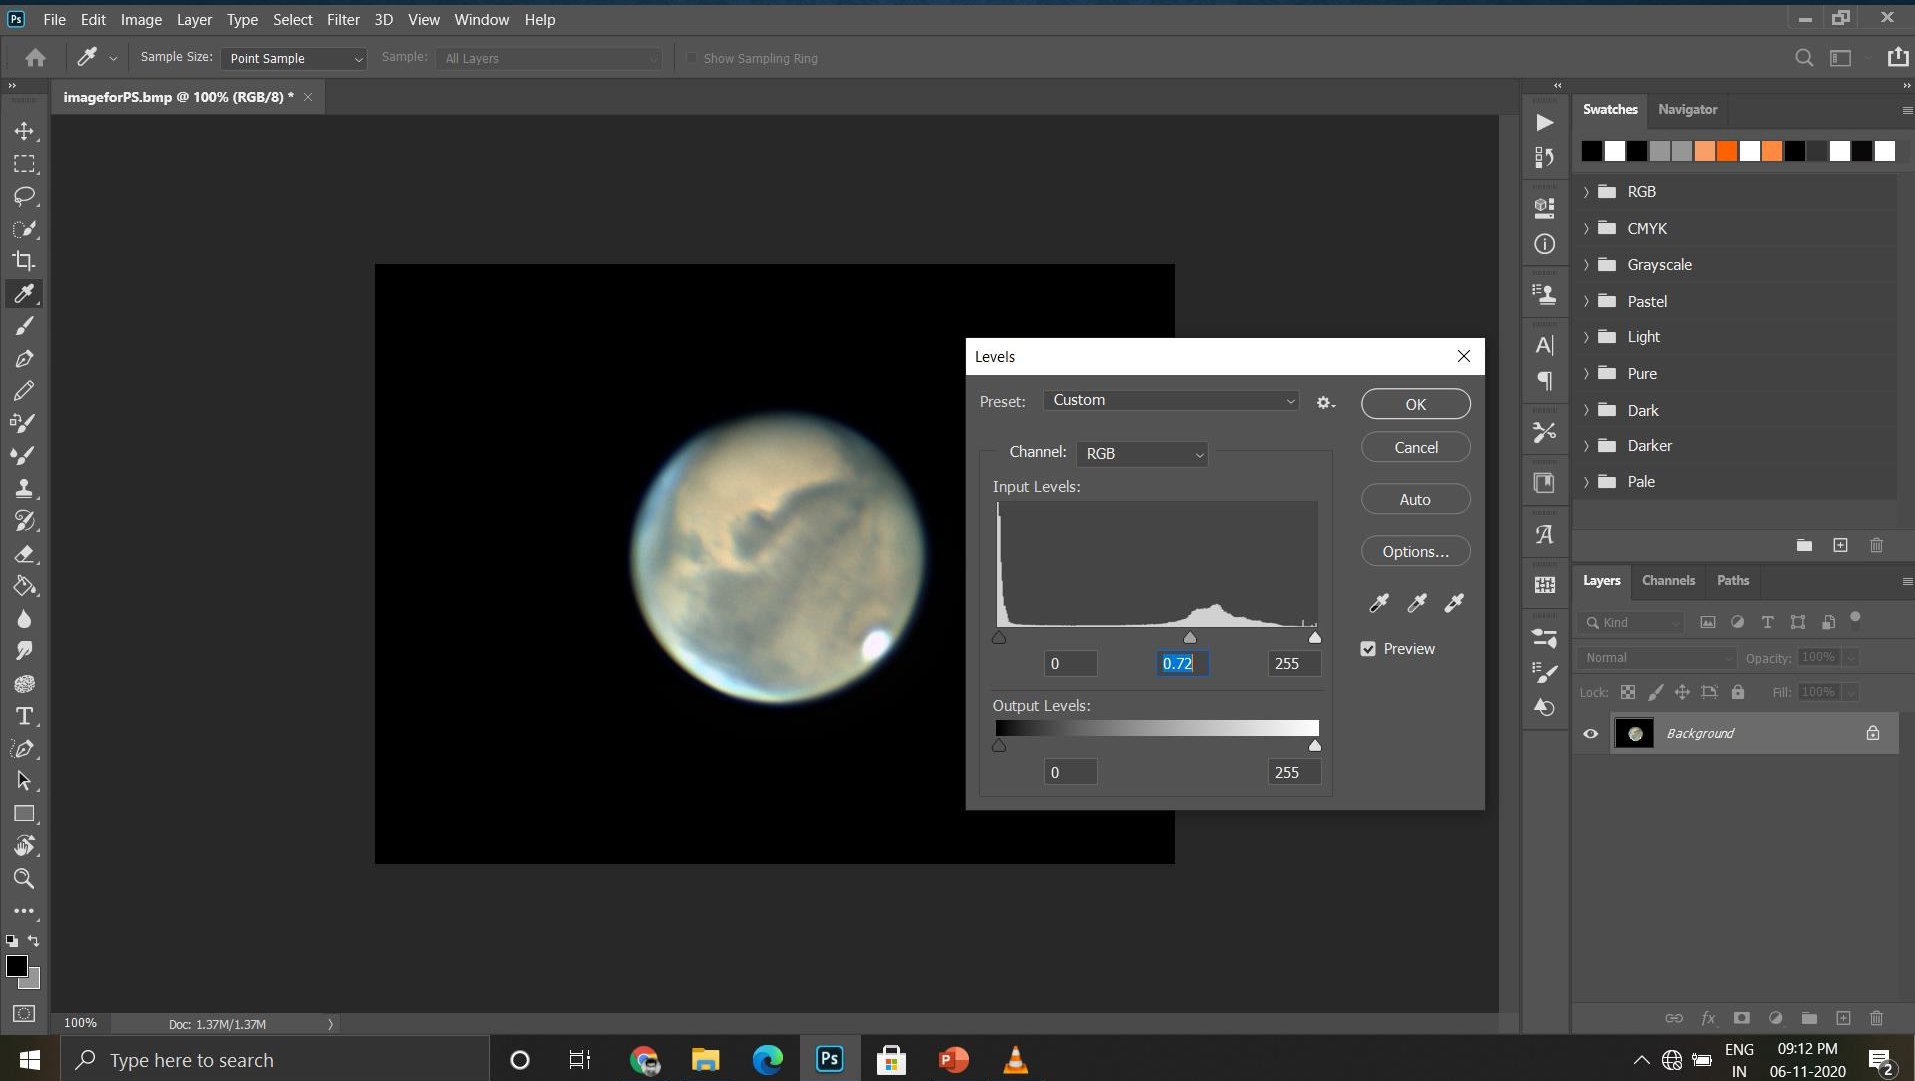 Ps File Edit Image Layer Type Select Filter 3D View Window Help
Sample Size: Point Sample Sample: All Layers Show Sampling Ring
imageforPS.bmp @ 100% (RGB/8) *
Swatches Navigator
RGB
CMYK
Grayscale
Pastel
Light
Pure
Dark
Darker
Pale
Levels
Preset: Custom
OK
Channel: RGB
Cancel
Input Levels:
Auto
Options...
Preview
0 0.72 255
Output Levels:
0 255
Layers Channels Paths
Kind
Normal Opacity: 100%
Lock: Fill: 100%
Background
100% Doc: 1.37M/1.37M
Type here to search
Ps
P
ENG
IN
09:12 PM
06-11-2020
2